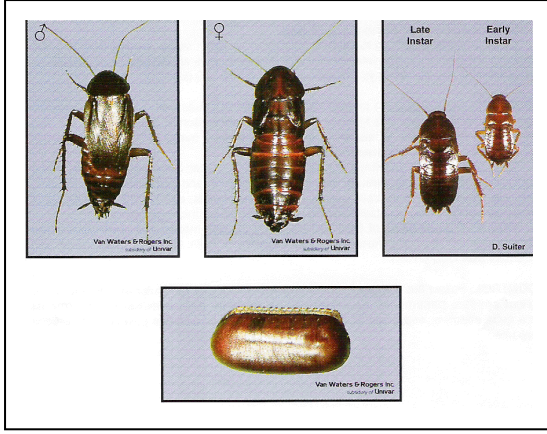 ♂
Van Waters & Rogers Inc.
subsidiary of Univar
♀
Van Waters & Rogers Inc.
subsidiary of Univar
Late Instar
Early Instar
D. Suiter
Van Waters & Rogers Inc.
subsidiary of Univar